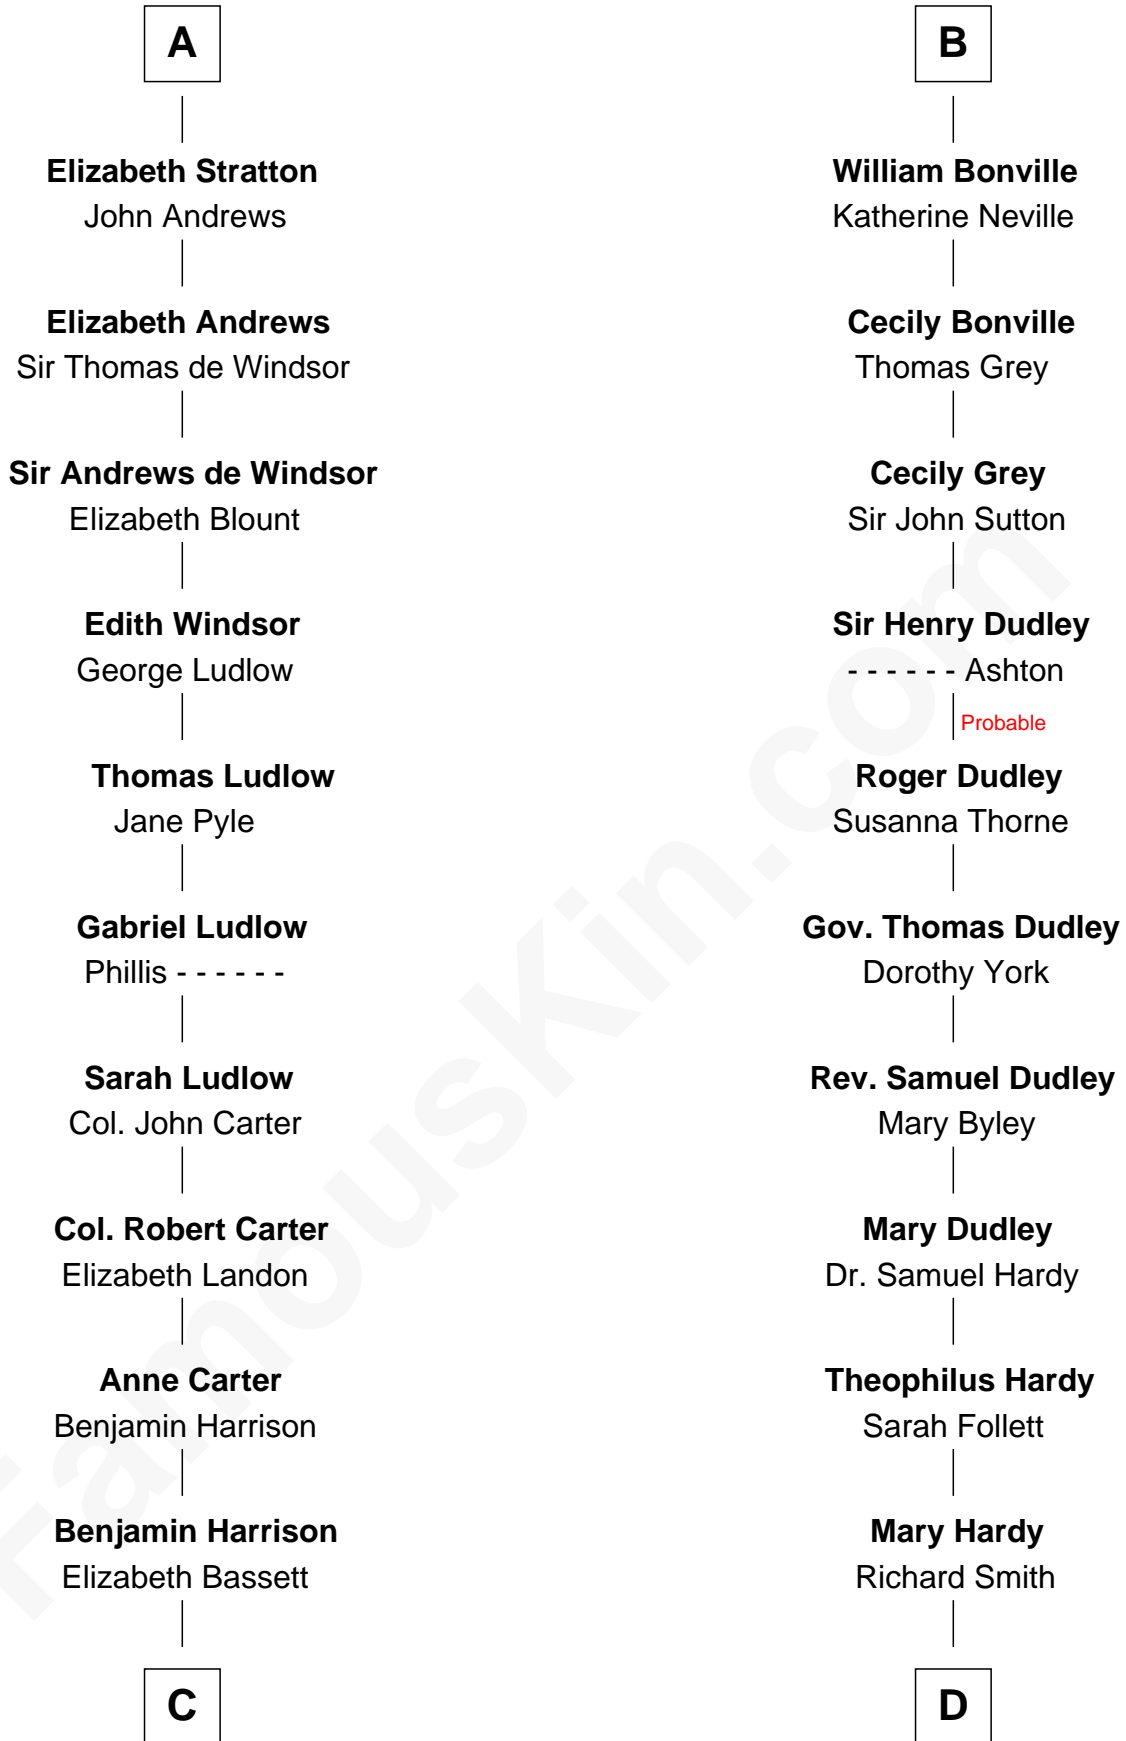 A
Elizabeth Stratton
John Andrews
Elizabeth Andrews
Sir Thomas de Windsor
Sir Andrews de Windsor
Elizabeth Blount
Edith Windsor
George Ludlow
Thomas Ludlow
Jane Pyle
Gabriel Ludlow
Phillis - - - - - -
Sarah Ludlow
Col. John Carter
Col. Robert Carter
Elizabeth Landon
Anne Carter
Benjamin Harrison
Benjamin Harrison
Elizabeth Bassett
C
B
William Bonville
Katherine Neville
Cecily Bonville
Thomas Grey
Cecily Grey
Sir John Sutton
Sir Henry Dudley
- - - - - - Ashton
Probable
Roger Dudley
Susanna Thorne
Gov. Thomas Dudley
Dorothy York
Rev. Samuel Dudley
Mary Byley
Mary Dudley
Dr. Samuel Hardy
Theophilus Hardy
Sarah Follett
Mary Hardy
Richard Smith
D
FamousKin.com